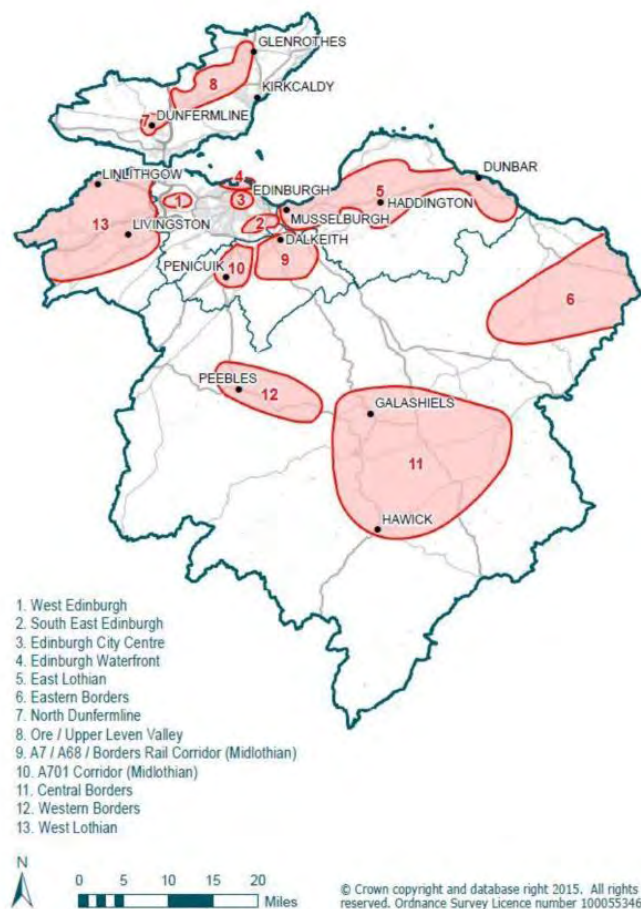 GLENROTHES
8
KIRKCALDY
7
DUNFERMLINE
LINLITHGOW
4
DUNBAR
EDINBURGH
5
1
3
HADDINGTON
MUSSELBURGH
13
LIVINGSTON
2
DALKEITH
PENICUIK
10
9
6
PEEBLES
12
GALASHIELS
11
HAWICK
1. West Edinburgh
2. South East Edinburgh
3. Edinburgh City Centre
4. Edinburgh Waterfront
5. East Lothian
6. Eastern Borders
7. North Dunfermline
8. Ore / Upper Leven Valley
9. A7 / A68 / Borders Rail Corridor (Midlothian)
10. A701 Corridor (Midlothian)
11. Central Borders
12. Western Borders
13. West Lothian
N
0 5 10 15 20
Miles
© Crown copyright and database right 2015. All rights
reserved. Ordnance Survey Licence number 100055346